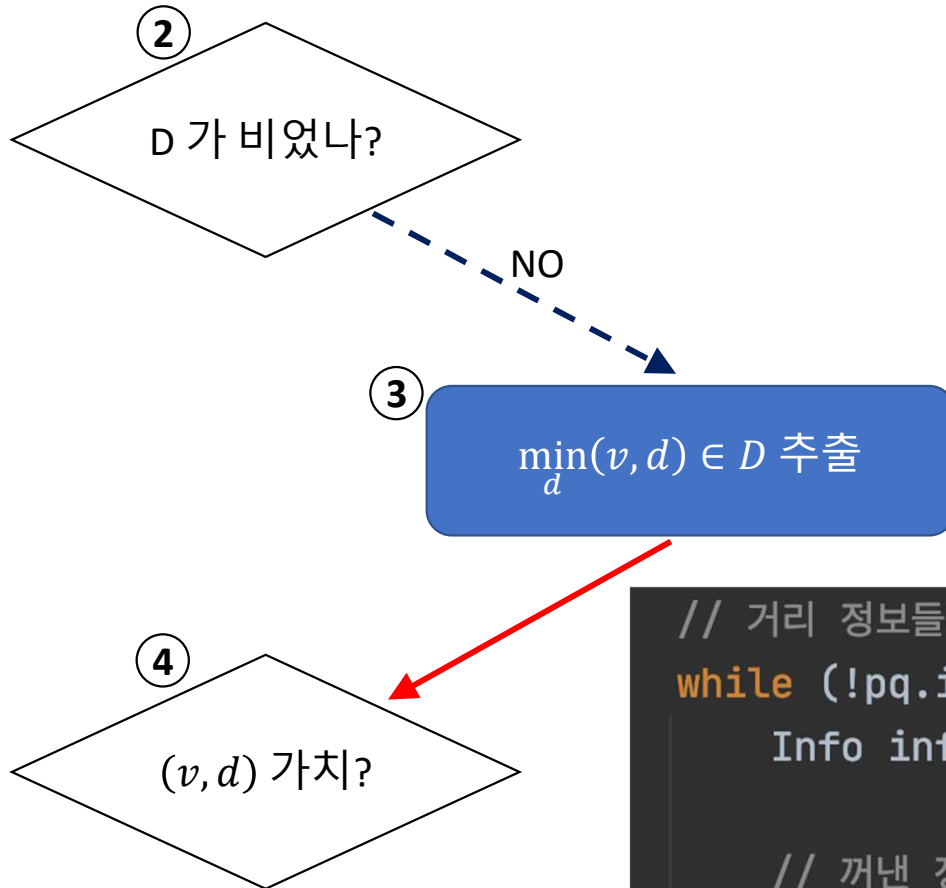 ②
D 가 비었나?
NO
③
min(v, d) ∈ D 추출
d
④
(v, d) 가치?
// 거리 정보들
while (!pq.i
Info inf
// 꺼낸